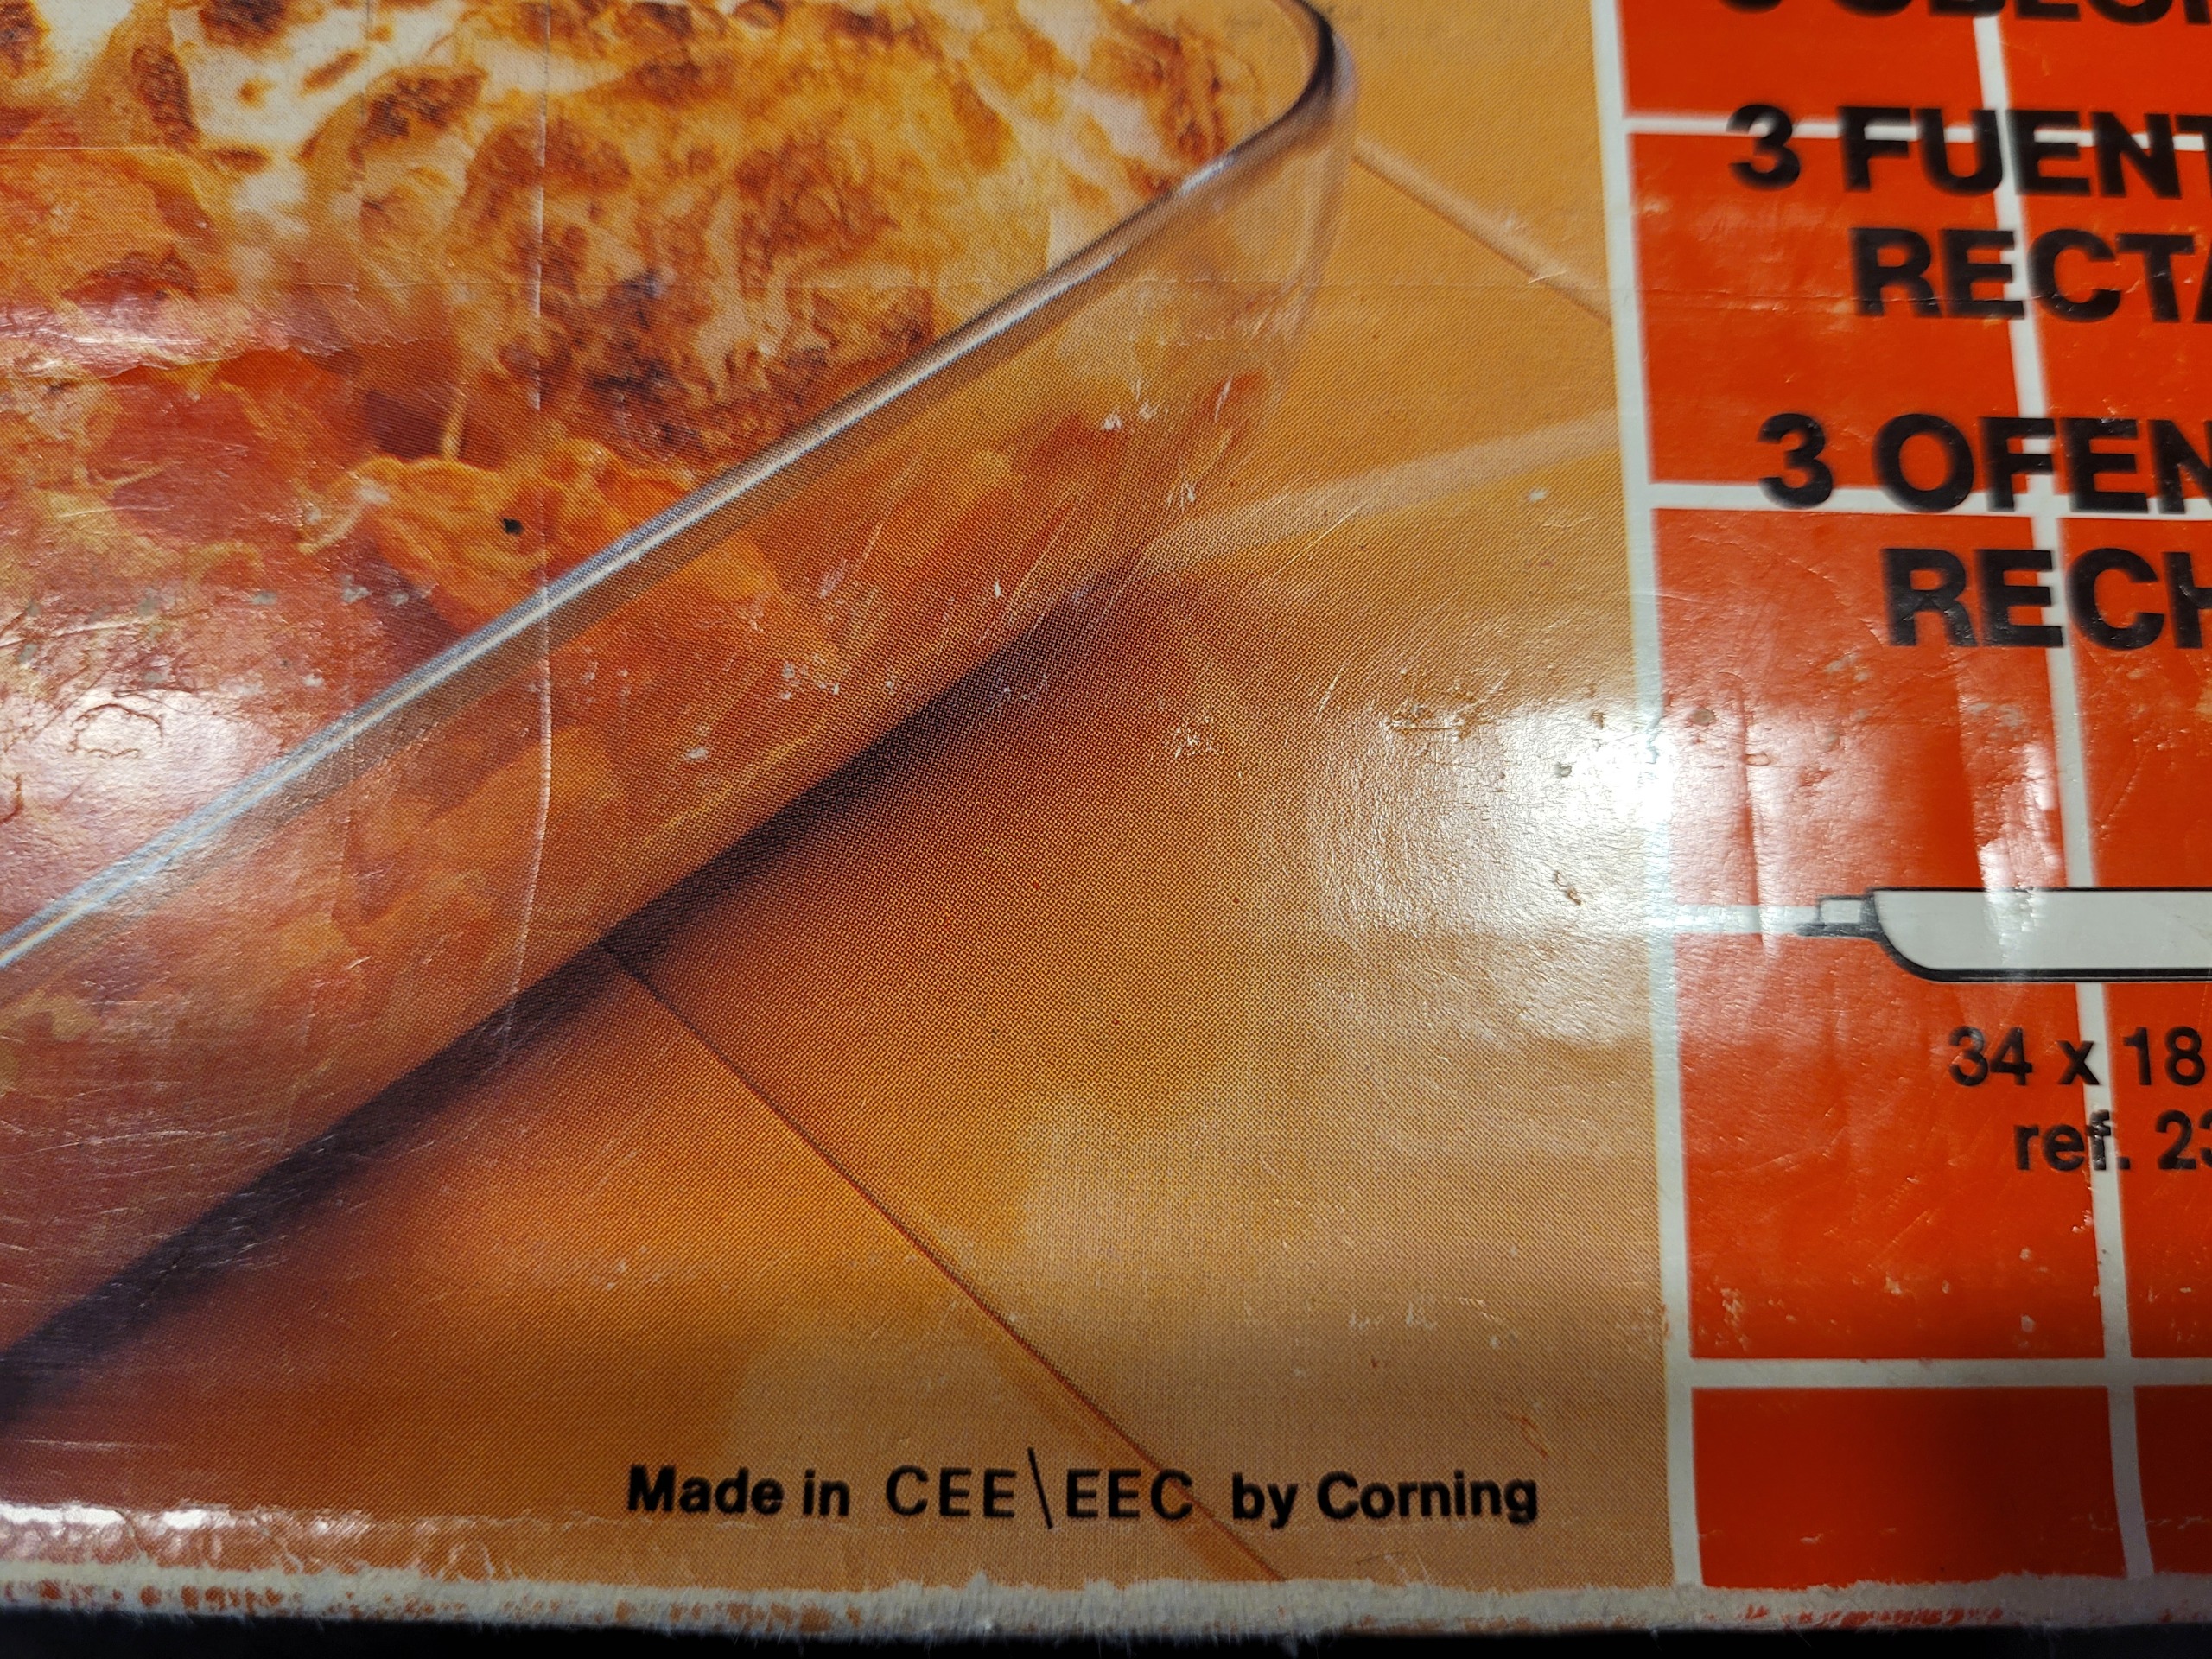 3 FUENT
RECTA
3 OFEN
RECH
34 x 18
ref. 23
Made in CEE\EEC by Corning